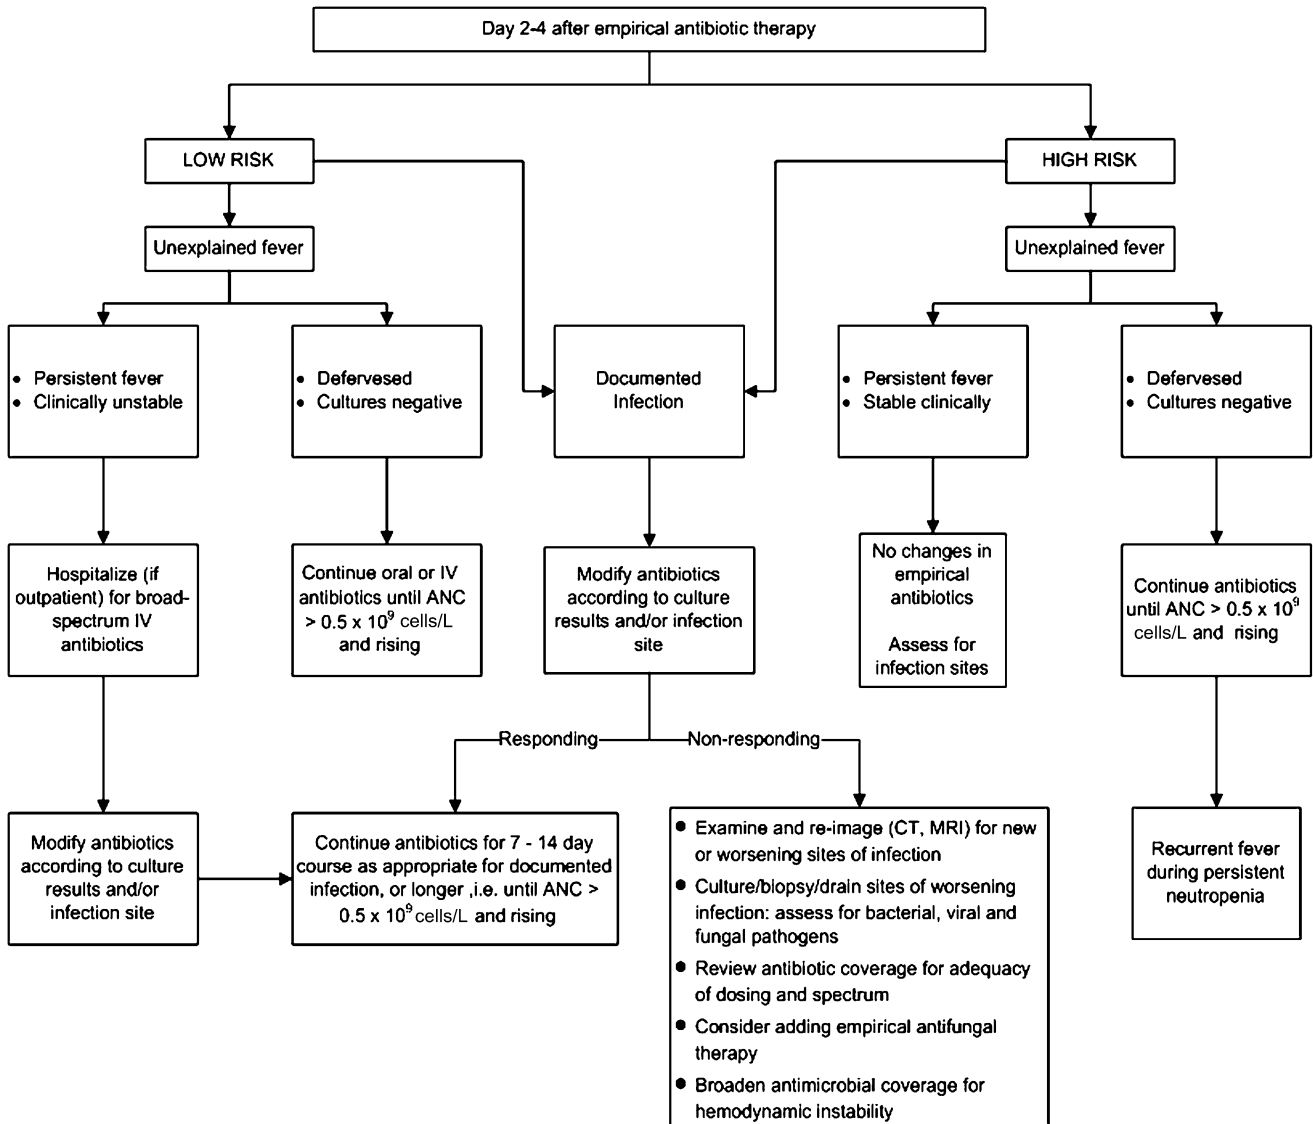 Day 2-4 after empirical antibiotic therapy
LOW RISK
HIGH RISK
Unexplained fever
Unexplained fever
• Persistent fever
• Clinically unstable
• Defervesed
• Cultures negative
Documented
Infection
• Persistent fever
• Stable clinically
• Defervesed
• Cultures negative
Hospitalize (if
outpatient) for broad-
spectrum IV
antibiotics
Continue oral or IV
antibiotics until ANC
> 0.5 x 10⁹ cells/L
and rising
Modify antibiotics
according to culture
results and/or infection
site
No changes in
empirical
antibiotics
Assess for
infection sites
Continue antibiotics
until ANC > 0.5 x 10⁹
cells/L and rising
Responding
Non-responding
Modify antibiotics
according to culture
results and/or
infection site
Continue antibiotics for 7 - 14 day
course as appropriate for documented
infection, or longer ,i.e. until ANC >
0.5 x 10⁹ cells/L and rising
• Examine and re-image (CT, MRI) for new
or worsening sites of infection
• Culture/biopsy/drain sites of worsening
infection: assess for bacterial, viral and
fungal pathogens
• Review antibiotic coverage for adequacy
of dosing and spectrum
• Consider adding empirical antifungal
therapy
• Broaden antimicrobial coverage for
hemodynamic instability
Recurrent fever
during persistent
neutropenia